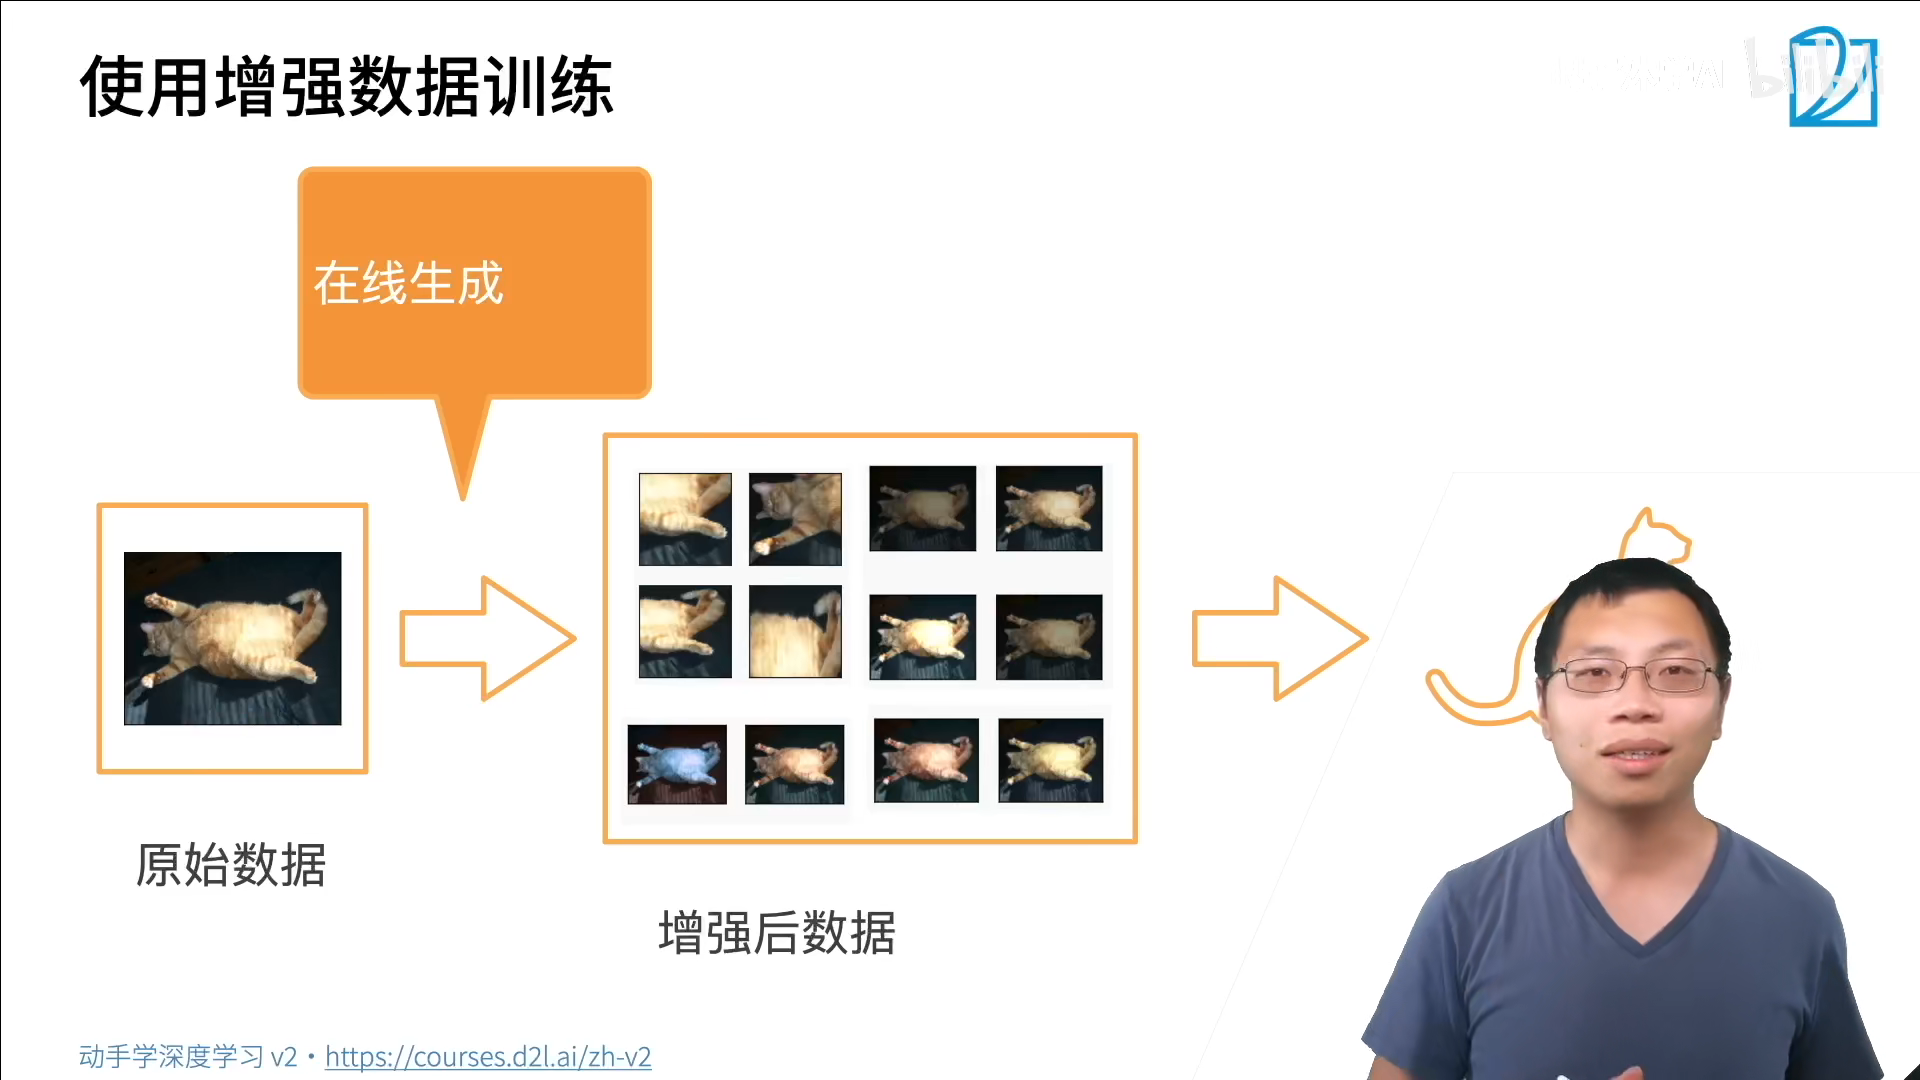 使用增强数据训练
bilibili
在线生成
原始数据
增强后数据
动手学深度学习 v2 • https://courses.d2l.ai/zh-v2